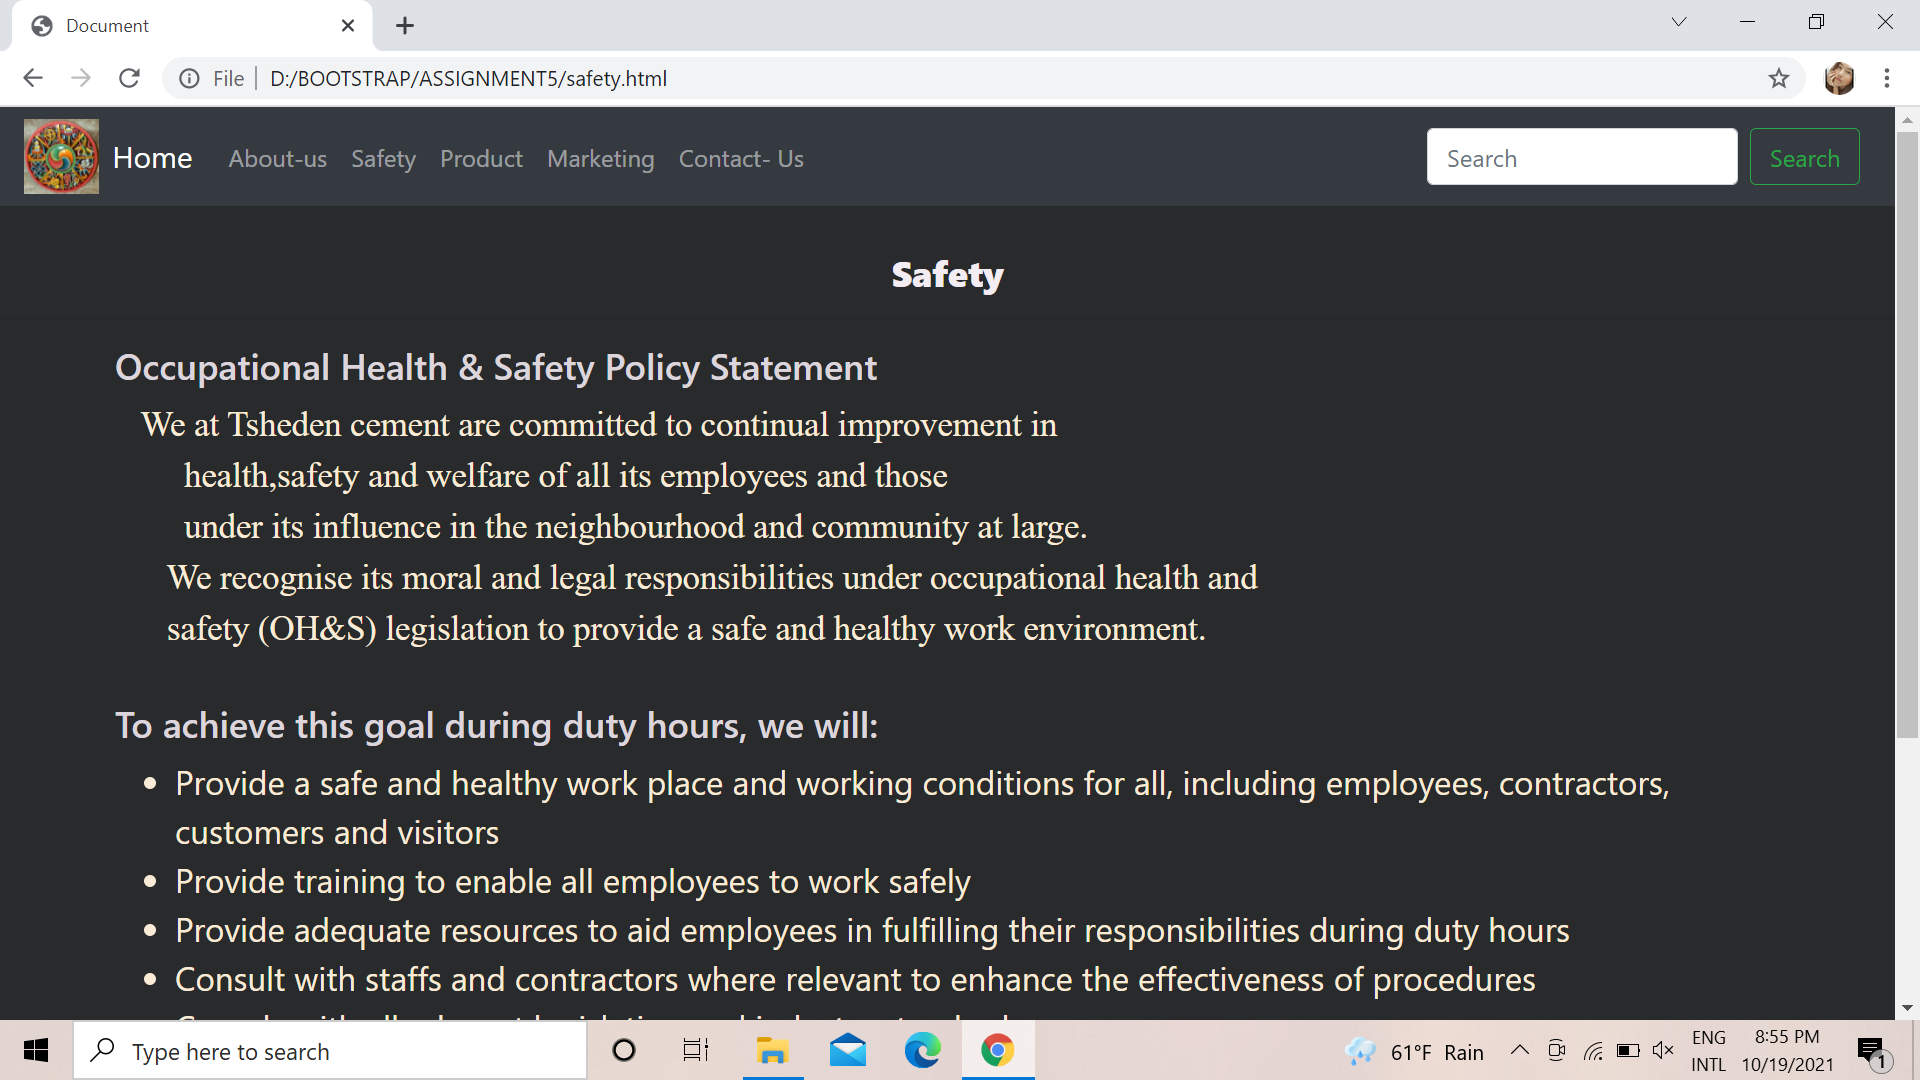 Document
File
D:/BOOTSTRAP/ASSIGNMENT5/safety.html
Home About-us Safety Product Marketing Contact- Us
Search
Search
Safety
Occupational Health & Safety Policy Statement
We at Tsheden cement are committed to continual improvement in
health,safety and welfare of all its employees and those
under its influence in the neighbourhood and community at large.
We recognise its moral and legal responsibilities under occupational health and
safety (OH&S) legislation to provide a safe and healthy work environment.
To achieve this goal during duty hours, we will:
Provide a safe and healthy work place and working conditions for all, including employees, contractors,
customers and visitors
Provide training to enable all employees to work safely
Provide adequate resources to aid employees in fulfilling their responsibilities during duty hours
Consult with staffs and contractors where relevant to enhance the effectiveness of procedures
Type here to search
61°F Rain
ENG
INTL
8:55 PM
10/19/2021
1